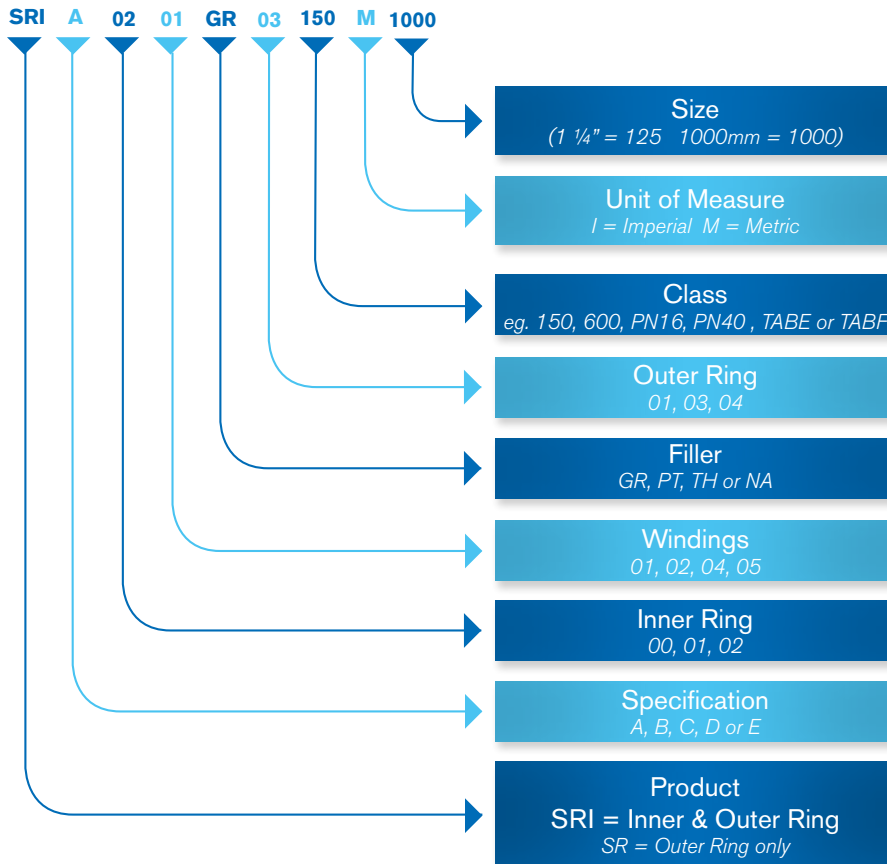 SRI A 02 01 GR 03 150 M 1000
Size
(1 ¼” = 125 1000mm = 1000)
Unit of Measure
I = Imperial M = Metric
Class
eg. 150, 600, PN16, PN40 , TABE or TABF
Outer Ring
01, 03, 04
Filler
GR, PT, TH or NA
Windings
01, 02, 04, 05
Inner Ring
00, 01, 02
Specification
A, B, C, D or E
Product
SRI = Inner & Outer Ring
SR = Outer Ring only